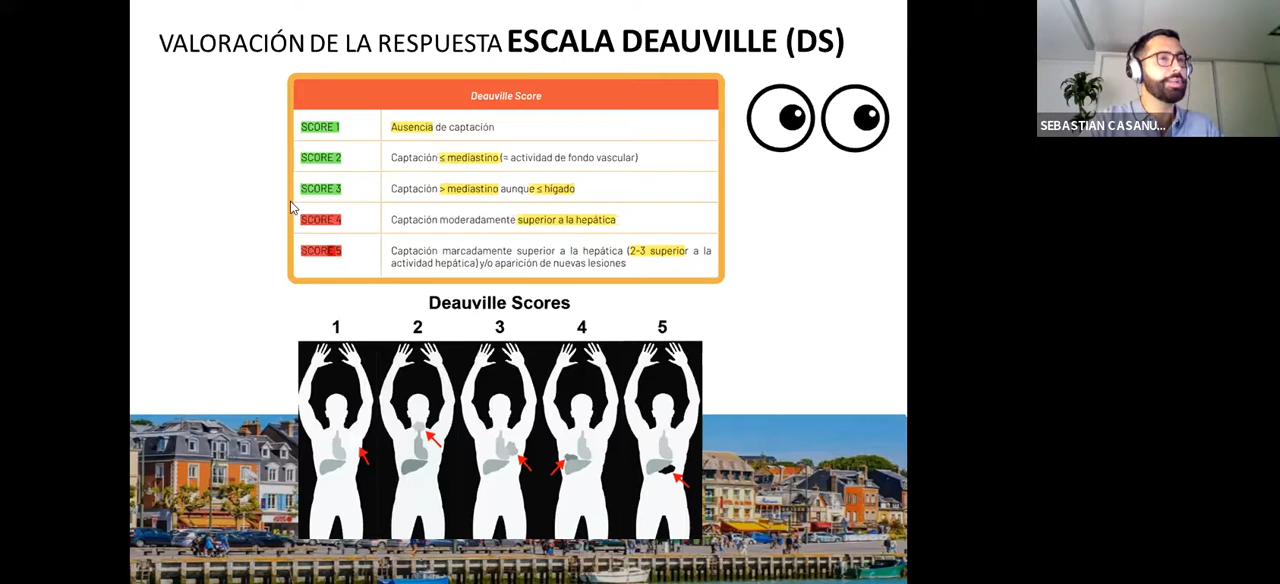 VALORACIÓN DE LA RESPUESTA ESCALA DEAUVILLE (DS)
Deauville Score
SCORE 1
Ausencia de captación
SCORE 2
Captación ≤ mediastino (= actividad de fondo vascular)
SCORE 3
Captación > mediastino aunque ≤ hígado
SCORE 4
Captación moderadamente superior a la hepática
SCORE 5
Captación marcadamente superior a la hepática (2-3 superior a la
actividad hepática) y/o aparición de nuevas lesiones
Deauville Scores
1 2 3 4 5
SEBASTIAN CASANU...